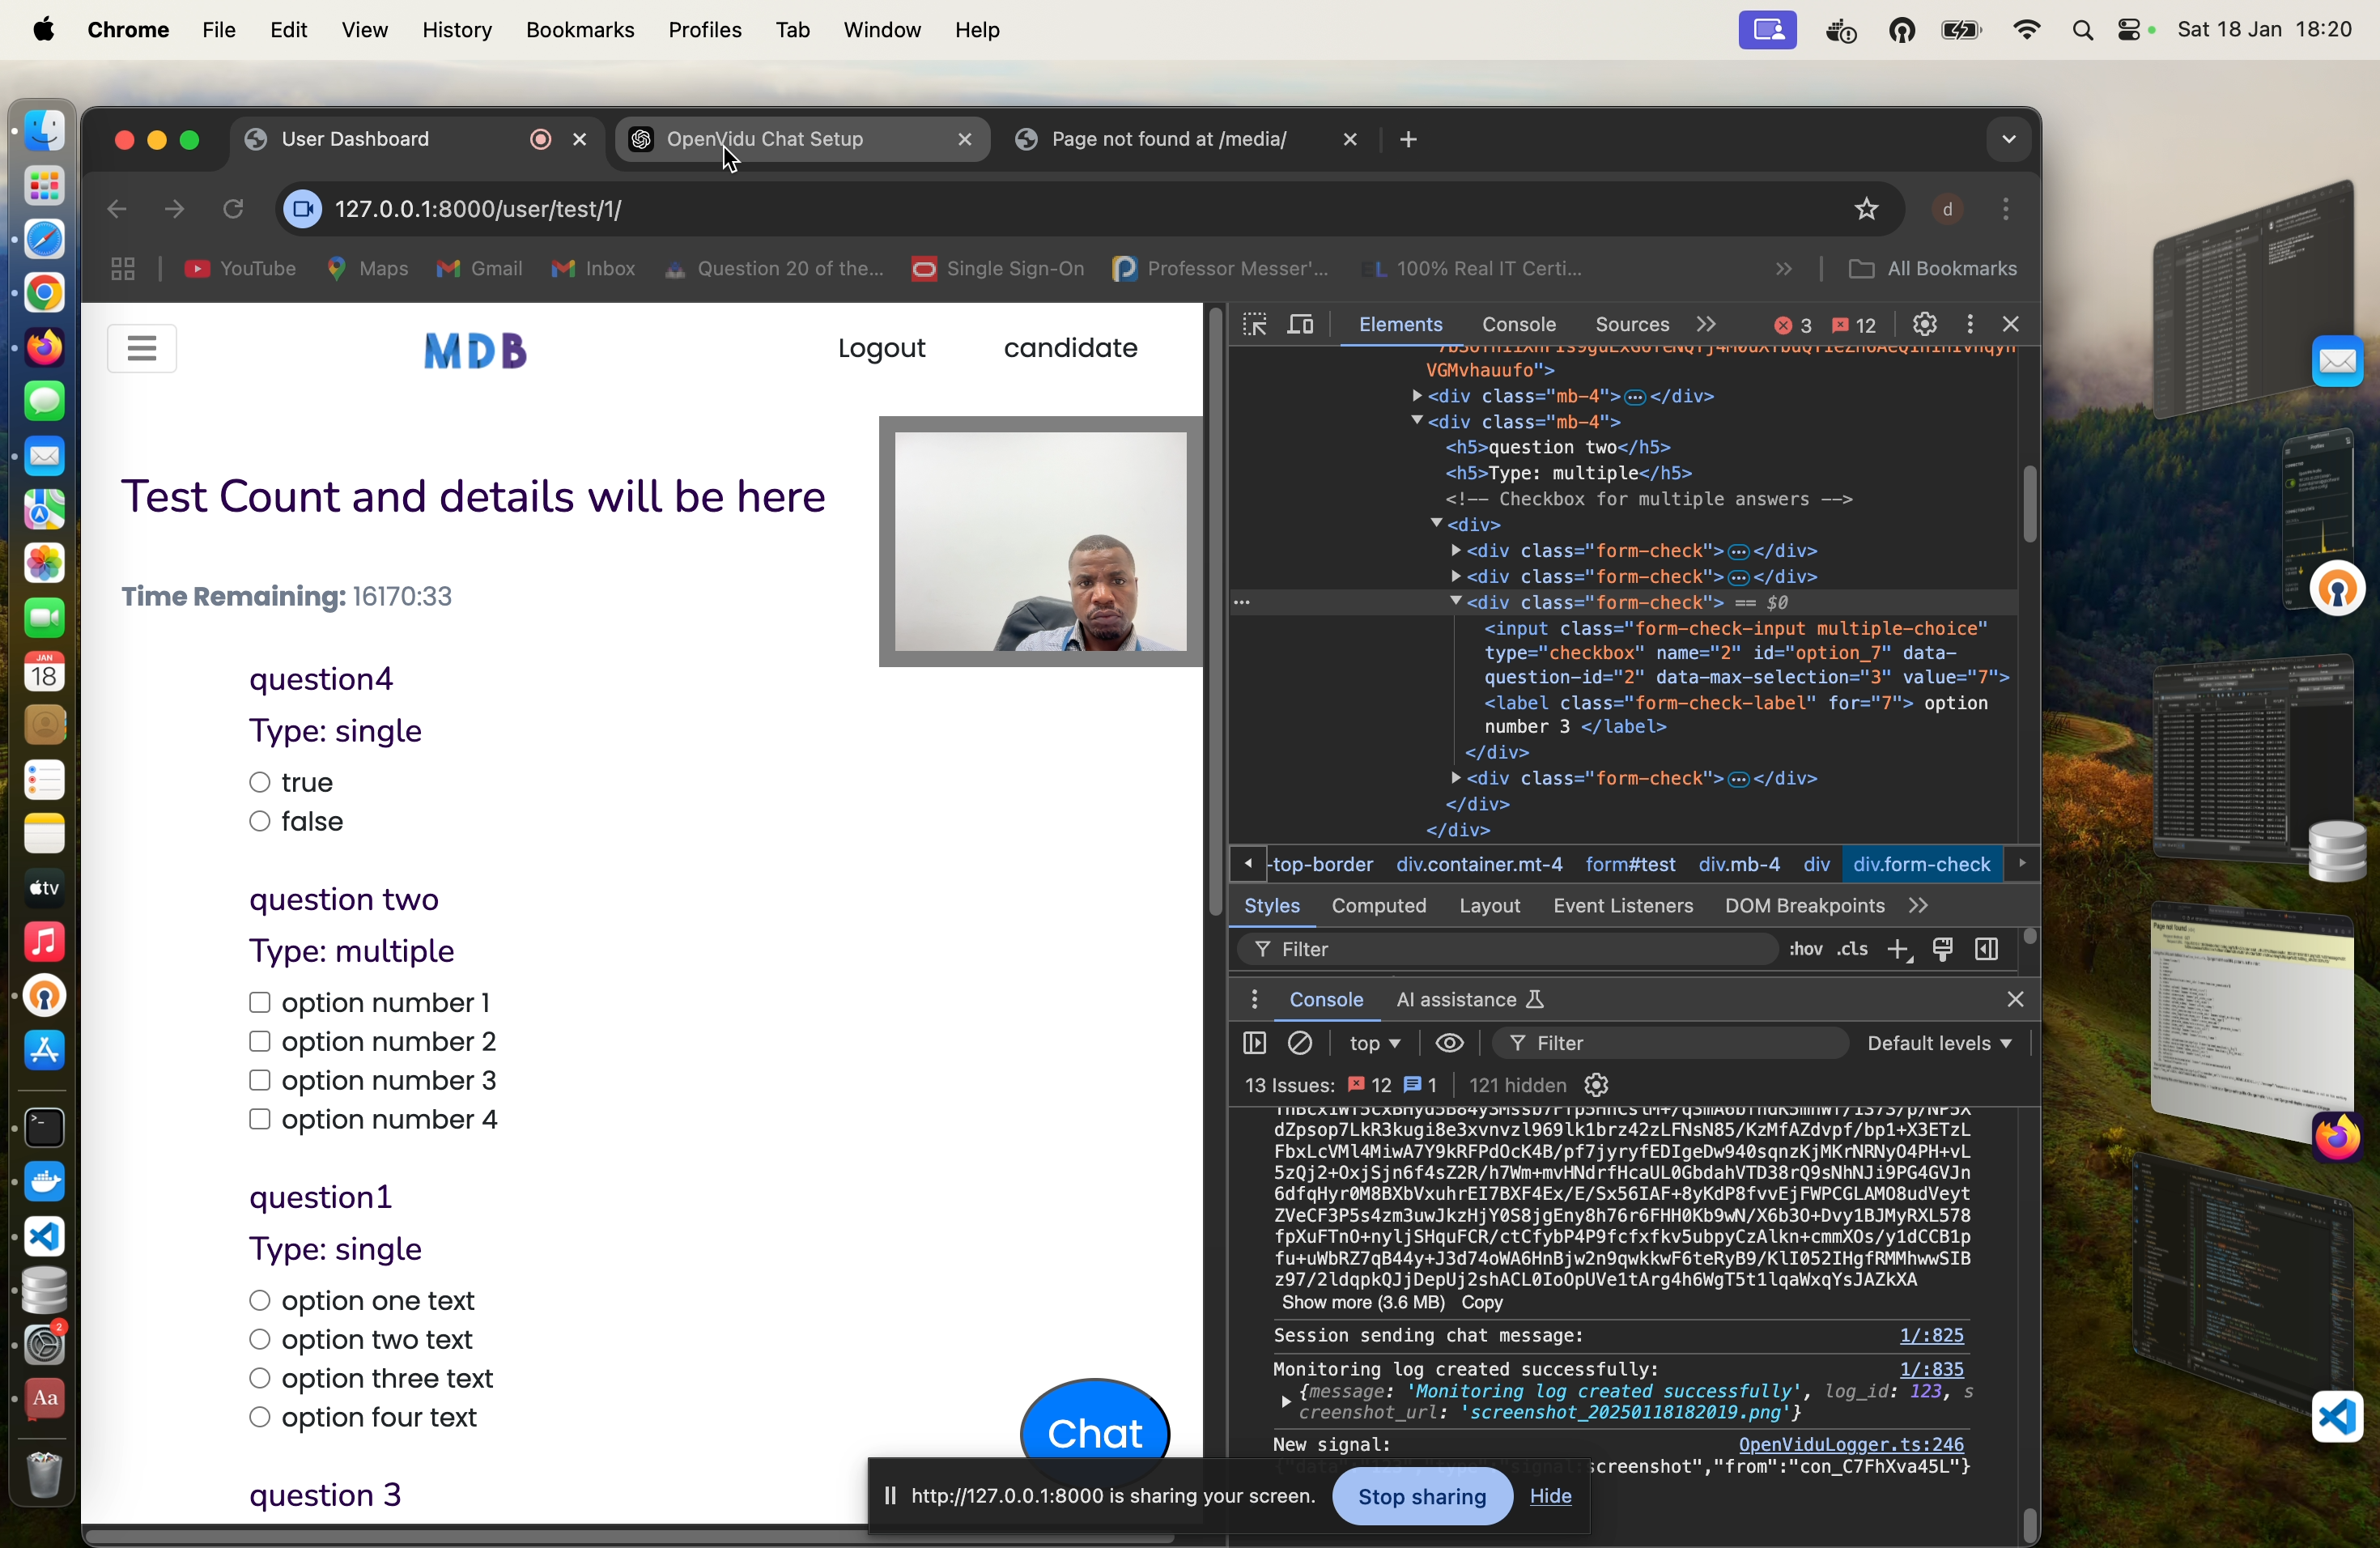 Chrome File Edit View History Bookmarks Profiles Tab Window Help
Sat 18 Jan 18:20
User Dashboard
OpenVidu Chat Setup
Page not found at /media/
127.0.0.1:8000/user/test/1/
d
YouTube
Maps
Gmail
Inbox
Question 20 of the...
Single Sign-On
Professor Messer'...
100% Real IT Certi...
All Bookmarks
MDB
Logout
candidate
Test Count and details will be here
Time Remaining: 16170:33
question4
Type: single
true
false
question two
Type: multiple
option number 1
option number 2
option number 3
option number 4
question1
Type: single
option one text
option two text
option three text
option four text
question 3
Chat
Elements Console Sources 3 12
VGMvhauufo">
<div class="mb-4">…</div>
<div class="mb-4">
<h5>question two</h5>
<h5>Type: multiple</h5>
<!-- Checkbox for multiple answers -->
<div>
<div class="form-check">…</div>
<div class="form-check">…</div>
<div class="form-check"> == $0
<input class="form-check-input multiple-choice"
type="checkbox" name="2" id="option_7" data-
question-id="2" data-max-selection="3" value="7">
<label class="form-check-label" for="7"> option
number 3 </label>
</div>
<div class="form-check">…</div>
</div>
</div>
-top-border div.container.mt-4 form#test div.mb-4 div div.form-check
Styles Computed Layout Event Listeners DOM Breakpoints
Filter :hov .cls
Console AI assistance
top Filter Default levels
13 Issues: 12 1 121 hidden
dZpsop7LkR3kugi8e3xvnvzl969lk1brz42zLFNsN85/KzMfAZdvpf/bp1+X3ETzL
FbxLcVMl4MiwA7Y9kRFPdOcK4B/pf7jyryfEDIgeDw940sqnzKjMKrNRNyO4PH+vL
5zQj2+OxjSjn6f4sZ2R/h7Wm+mvHNdrfHcaUL0GbdahVTD38rQ9sNhNJi9PG4GVJn
6dfqHyr0M8BXbVxuhrEI7BXF4Ex/E/Sx56IAF+8yKdP8fvvEjFWPCGLAMO8udVeyt
ZVeCF3P5s4zm3uwJkzHjY0S8jgEny8h76r6FHH0Kb9wN/X6b3O+Dvy1BJMyRXL578
fpXuFTnO+nyljSHquFCR/ctCfybP4P9fcfxfkv5ubpyCzAlkn+cmmXOs/y1dCCB1p
fu+uWbRZ7qB44y+J3d74oWA6HnBjw2n9qwkkwF6teRyB9/KlI052IHgfRMMhwwSIB
z97/2ldqpkQJjDepUj2shACL0IoOpUVe1tArg4h6WgT5t1lqaWxqYsJAZkXA
Show more (3.6 MB) Copy
Session sending chat message: 1/:825
Monitoring log created successfully: 1/:835
{message: 'Monitoring log created successfully', log_id: 123, s
creenshot_url: 'screenshot_20250118182019.png'}
New signal: OpenViduLogger.ts:246
screenshot","from":"con_C7FhXva45L"}
http://127.0.0.1:8000 is sharing your screen.
Stop sharing
Hide
JAN
18
tv
2
Aa